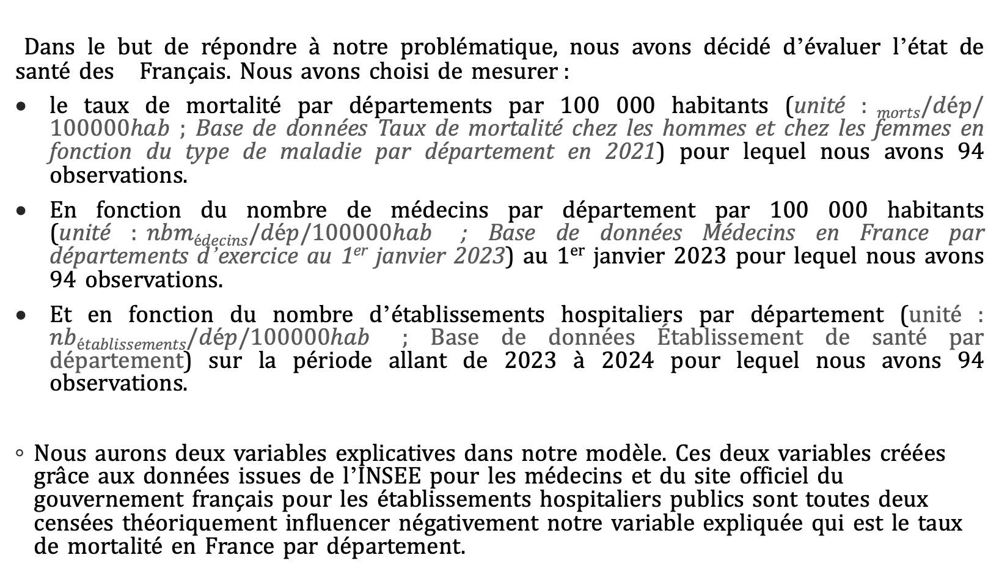 Dans le but de répondre à notre problématique, nous avons décidé d’évaluer l’état de
santé des Français. Nous avons choisi de mesurer :
• le taux de mortalité par départements par 100 000 habitants (unité : morts/dép/
100000hab ; Base de données Taux de mortalité chez les hommes et chez les femmes en
fonction du type de maladie par département en 2021) pour lequel nous avons 94
observations.
• En fonction du nombre de médecins par département par 100 000 habitants
(unité : nbmédecins/dép/100000hab ; Base de données Médecins en France par
départements d’exercice au 1er janvier 2023) au 1er janvier 2023 pour lequel nous avons
94 observations.
• Et en fonction du nombre d’établissements hospitaliers par département (unité :
nbétablissements/dép/100000hab ; Base de données Établissement de santé par
département) sur la période allant de 2023 à 2024 pour lequel nous avons 94
observations.
◦ Nous aurons deux variables explicatives dans notre modèle. Ces deux variables créées
grâce aux données issues de l’INSEE pour les médecins et du site officiel du
gouvernement français pour les établissements hospitaliers publics sont toutes deux
censées théoriquement influencer négativement notre variable expliquée qui est le taux
de mortalité en France par département.